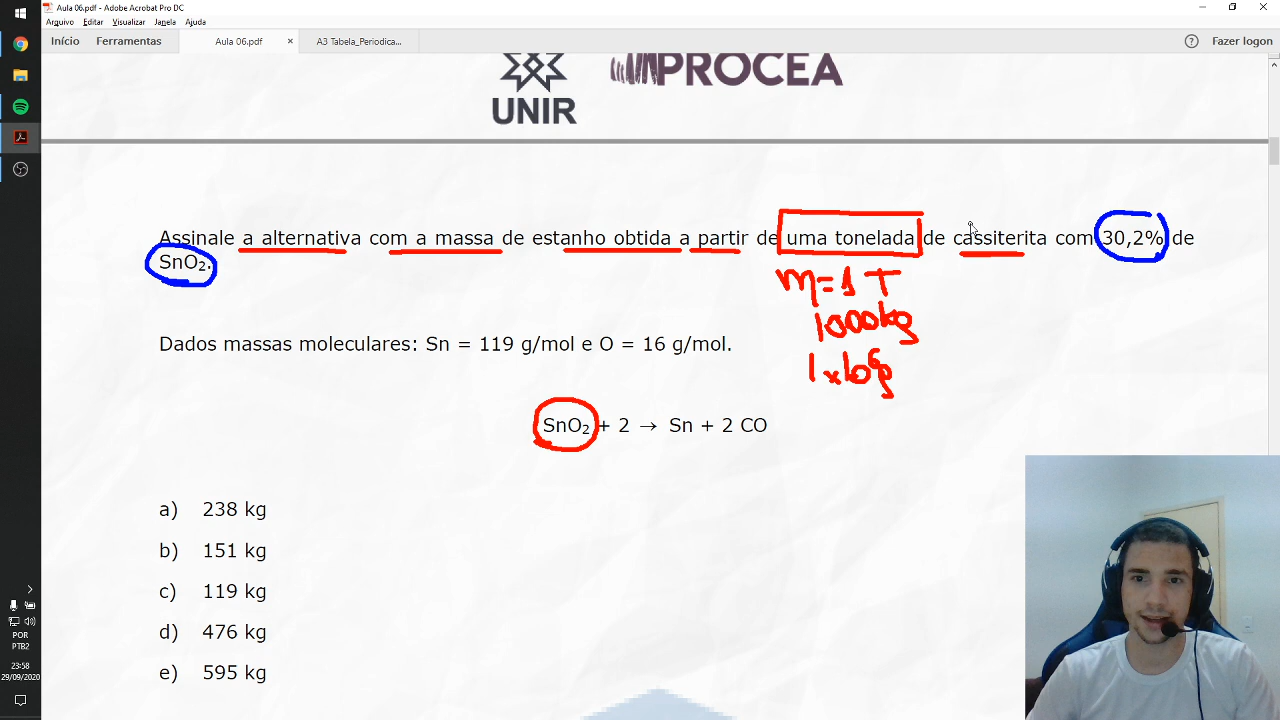 Aula 06.pdf - Adobe Acrobat Pro DC
Arquivo Editar Visualizar Janela Ajuda
Início Ferramentas Aula 06.pdf × A3 Tabela_Periodica... Fazer logon
PROCEA
UNIR
Assinale a alternativa com a massa de estanho obtida a partir de uma tonelada de cassiterita com 30,2% de
SnO₂.
m=1 T
1000kg
1x10⁶g
Dados massas moleculares: Sn = 119 g/mol e O = 16 g/mol.
SnO₂ + 2 → Sn + 2 CO
a) 238 kg
b) 151 kg
c) 119 kg
d) 476 kg
e) 595 kg
POR
PTB2
23:58
29/09/2020